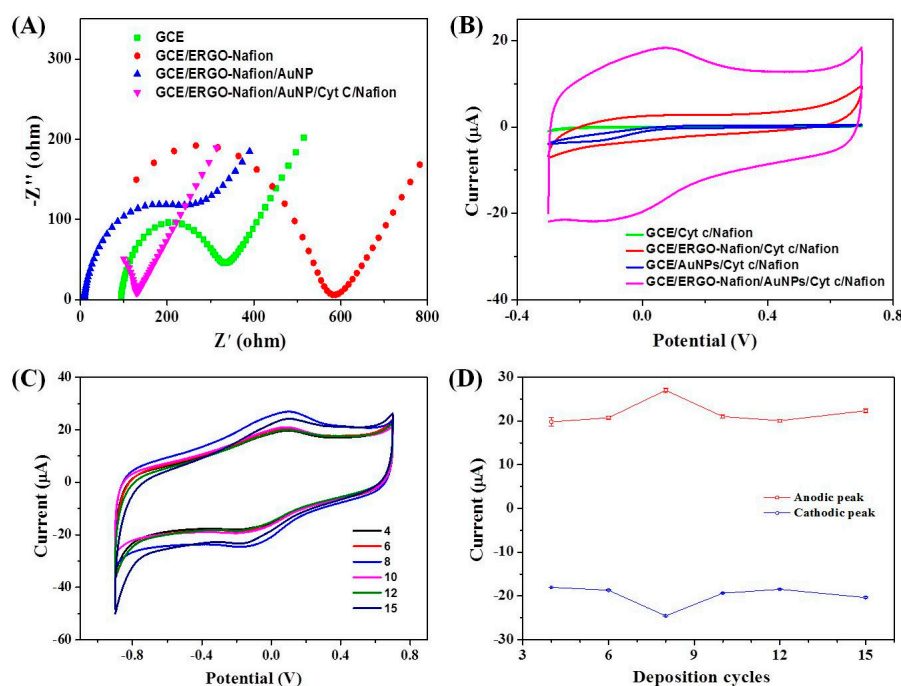 (A)
GCE
GCE/ERGO-Nafion
GCE/ERGO-Nafion/AuNP
GCE/ERGO-Nafion/AuNP/Cyt C/Nafion
300
200
100
0
-Z'' (ohm)
0 200 400 600 800
Z' (ohm)
(B)
20
0
-20
-40
Current (μA)
GCE/Cyt c/Nafion
GCE/ERGO-Nafion/Cyt c/Nafion
GCE/AuNPs/Cyt c/Nafion
GCE/ERGO-Nafion/AuNPs/Cyt c/Nafion
-0.4 0.0 0.4 0.8
Potential (V)
(C)
40
20
0
-20
-40
-60
Current (μA)
4
6
8
10
12
15
-0.8 -0.4 0.0 0.4 0.8
Potential (V)
(D)
30
20
10
0
-10
-20
-30
Current (μA)
Anodic peak
Cathodic peak
3 6 9 12 15
Deposition cycles